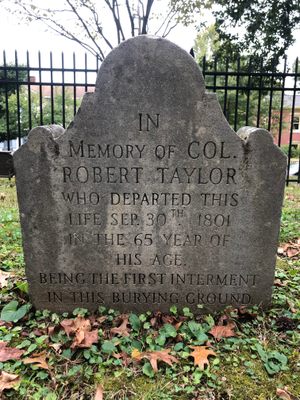 IN
MEMORY OF COL.
ROBERT TAYLOR
WHO DEPARTED THIS
LIFE SEP. 30TH 1801
IN THE 65 YEAR OF
HIS AGE.
BEING THE FIRST INTERMENT
IN THIS BURYING GROUND